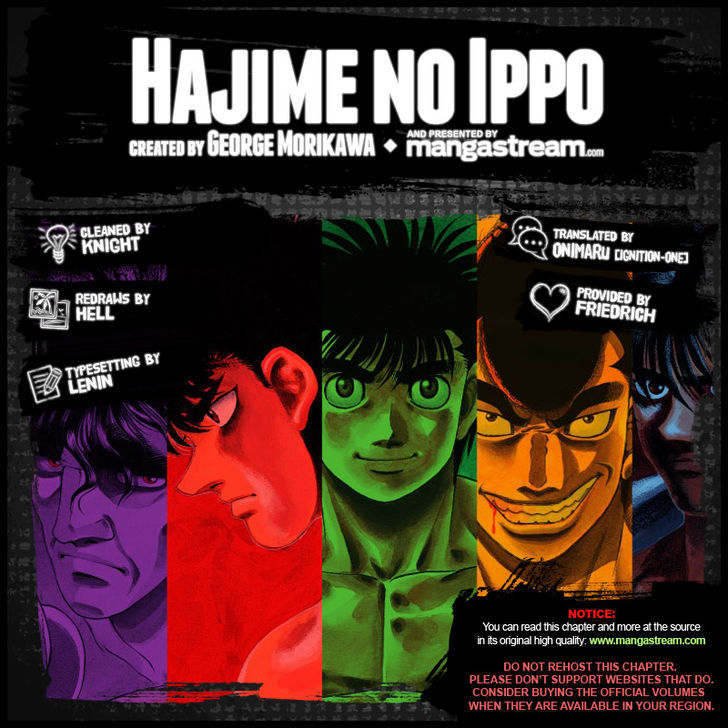 HAJIME NO IPPO
CREATED BY GEORGE MORIKAWA ◆ AND PRESENTED BY mangastream.com
CLEANED BY
KNIGHT
REDRAWS BY
HELL
TYPESETTING BY
LENIN
TRANSLATED BY
ONIMARU [IGNITION-ONE]
PROVIDED BY
FRIEDRICH
NOTICE:
You can read this chapter and more at the source
in its original high quality: www.mangastream.com
DO NOT REHOST THIS CHAPTER.
PLEASE DON'T SUPPORT WEBSITES THAT DO.
CONSIDER BUYING THE OFFICIAL VOLUMES
WHEN THEY ARE AVAILABLE IN YOUR REGION.